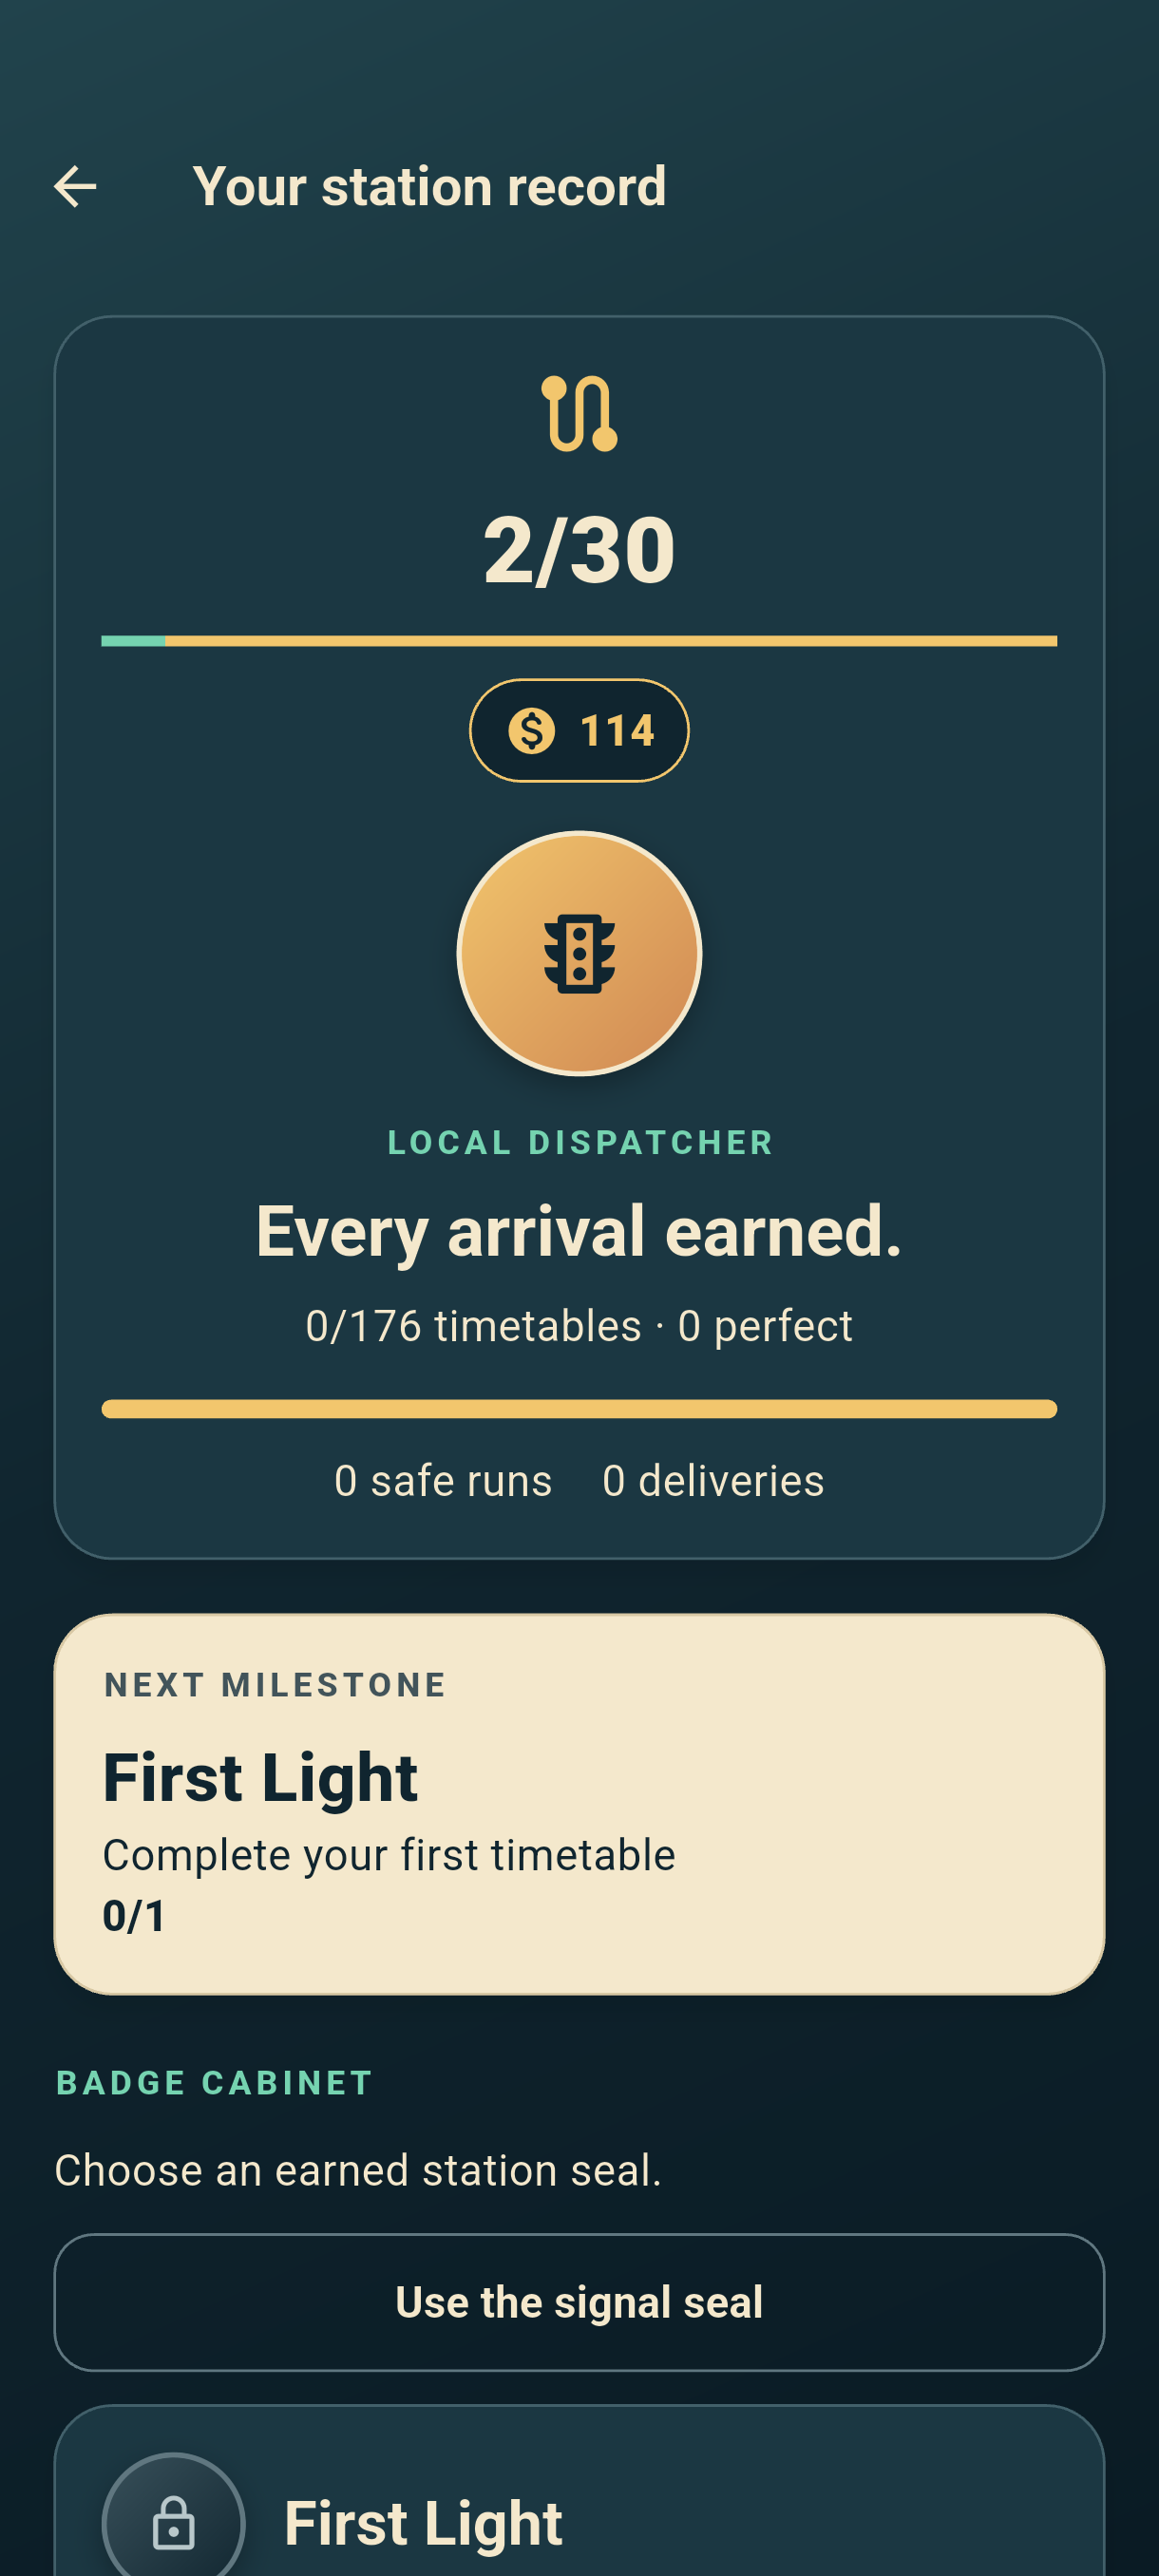 Your station record
2/30
114
LOCAL DISPATCHER
Every arrival earned.
0/176 timetables · 0 perfect
0 safe runs 0 deliveries
NEXT MILESTONE
First Light
Complete your first timetable
0/1
BADGE CABINET
Choose an earned station seal.
Use the signal seal
First Light